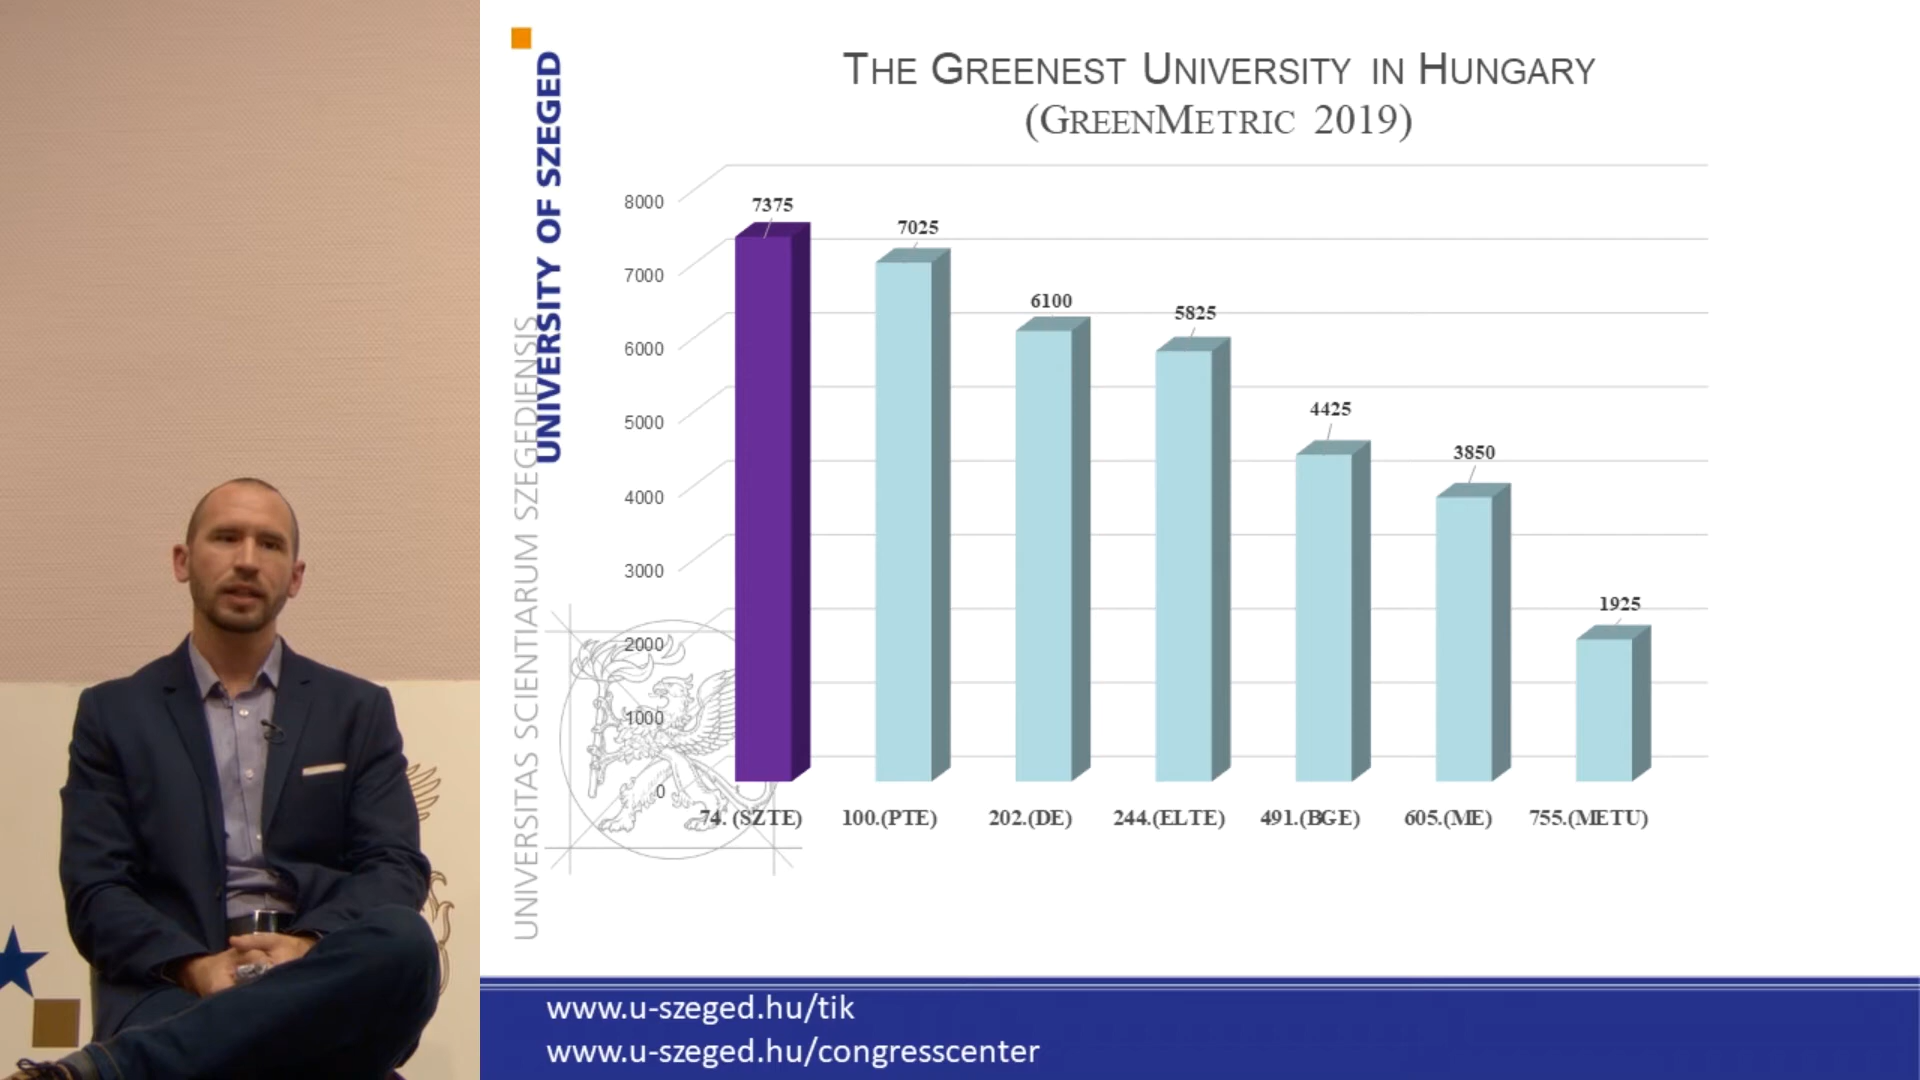 THE GREENEST UNIVERSITY IN HUNGARY
(GREENMETRIC 2019)
UNIVERSITY OF SZEGED
UNIVERSITAS SCIENTIARUM SZEGEDIENSIS
8000
7000
6000
5000
4000
3000
2000
1000
0
7375
7025
6100
5825
4425
3850
1925
74. (SZTE)
100.(PTE)
202.(DE)
244.(ELTE)
491.(BGE)
605.(ME)
755.(METU)
www.u-szeged.hu/tik
www.u-szeged.hu/congresscenter